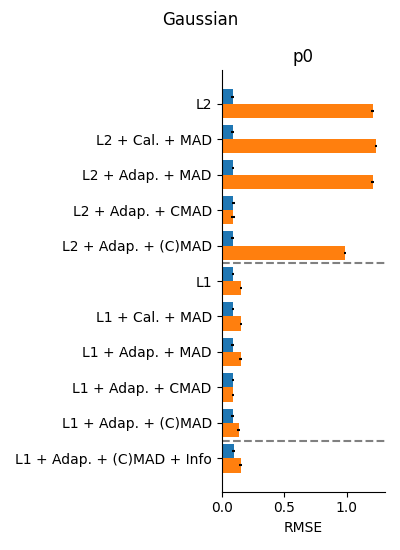 Gaussian
p0
L2
L2 + Cal. + MAD
L2 + Adap. + MAD
L2 + Adap. + CMAD
L2 + Adap. + (C)MAD
L1
L1 + Cal. + MAD
L1 + Adap. + MAD
L1 + Adap. + CMAD
L1 + Adap. + (C)MAD
L1 + Adap. + (C)MAD + Info
0.0 0.5 1.0
RMSE